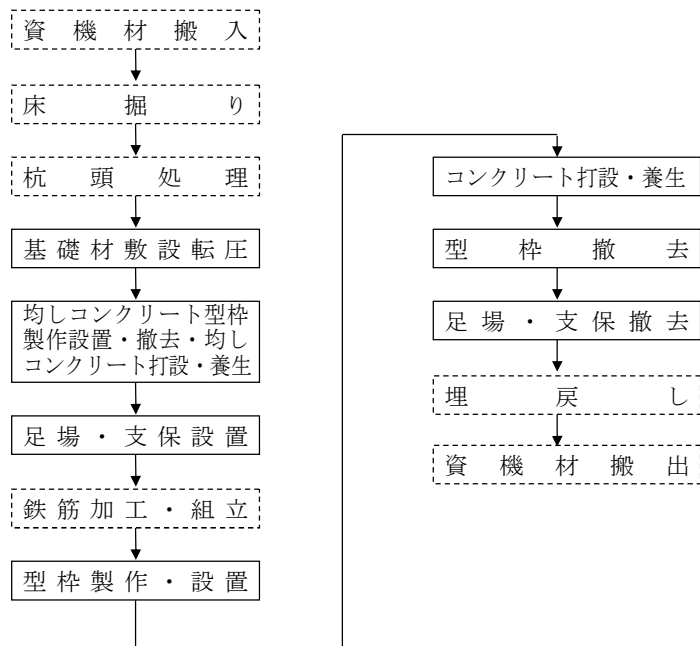 資機材搬入
床掘り
杭頭処理
基礎材敷設転圧
均しコンクリート型枠
製作設置・撤去・均し
コンクリート打設・養生
足場・支保設置
鉄筋加工・組立
型枠製作・設置
コンクリート打設・養生
型枠撤去
足場・支保撤去
埋戻し
資機材搬出